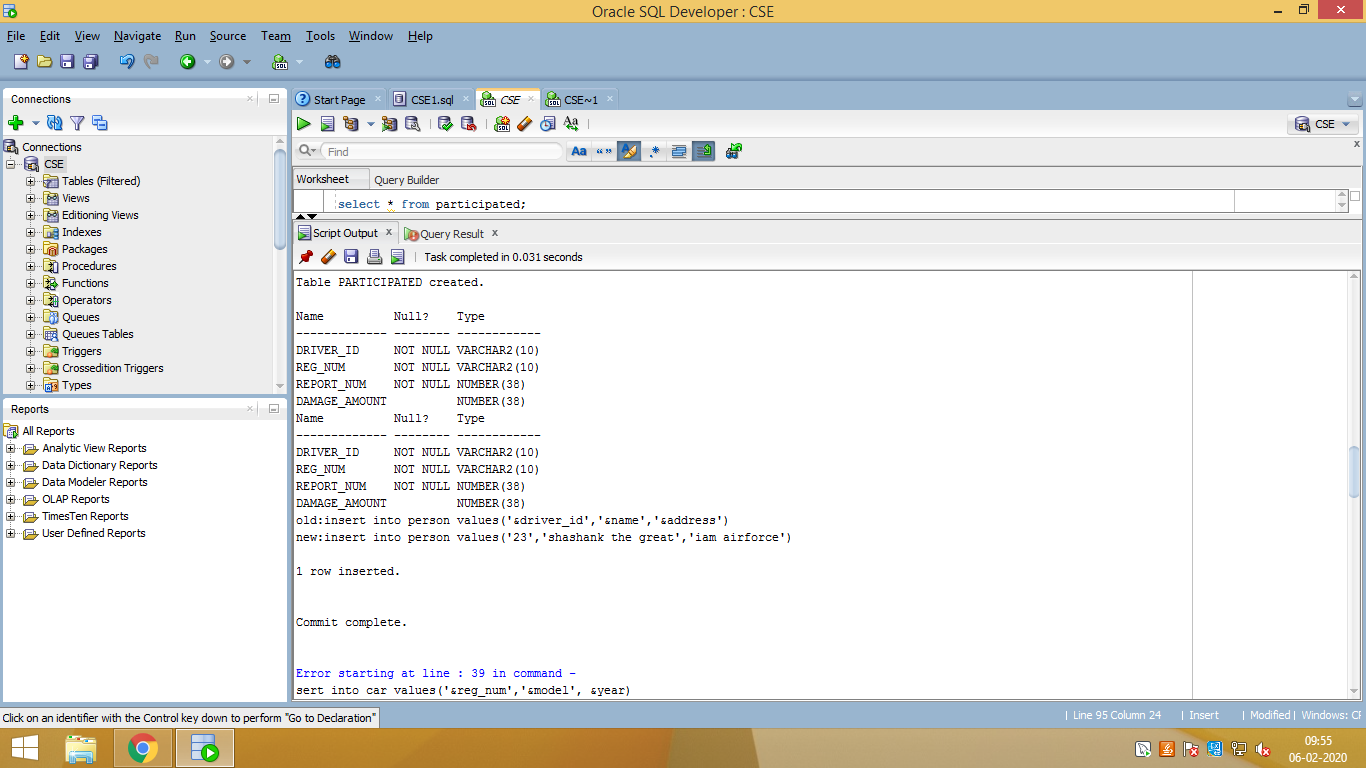 Oracle SQL Developer : CSE
File Edit View Navigate Run Source Team Tools Window Help
Connections
Connections
CSE
Tables (Filtered)
Views
Editioning Views
Indexes
Packages
Procedures
Functions
Operators
Queues
Queues Tables
Triggers
Crossedition Triggers
Types
Reports
All Reports
Analytic View Reports
Data Dictionary Reports
Data Modeler Reports
OLAP Reports
TimesTen Reports
User Defined Reports
Start Page CSE1.sql CSE CSE~1
CSE
Find
Worksheet Query Builder
select * from participated;
Script Output Query Result
Task completed in 0.031 seconds
Table PARTICIPATED created.
Name Null? Type
------------- -------- ------------
DRIVER_ID NOT NULL VARCHAR2(10)
REG_NUM NOT NULL VARCHAR2(10)
REPORT_NUM NOT NULL NUMBER(38)
DAMAGE_AMOUNT NUMBER(38)
Name Null? Type
------------- -------- ------------
DRIVER_ID NOT NULL VARCHAR2(10)
REG_NUM NOT NULL VARCHAR2(10)
REPORT_NUM NOT NULL NUMBER(38)
DAMAGE_AMOUNT NUMBER(38)
old:insert into person values('&driver_id','&name','&address')
new:insert into person values('23','shashank the great','iam airforce')
1 row inserted.
Commit complete.
Error starting at line : 39 in command -
sert into car values('&reg_num','&model', &year)
Click on an identifier with the Control key down to perform "Go to Declaration"
Line 95 Column 24 Insert Modified Windows: CF
09:55
06-02-2020